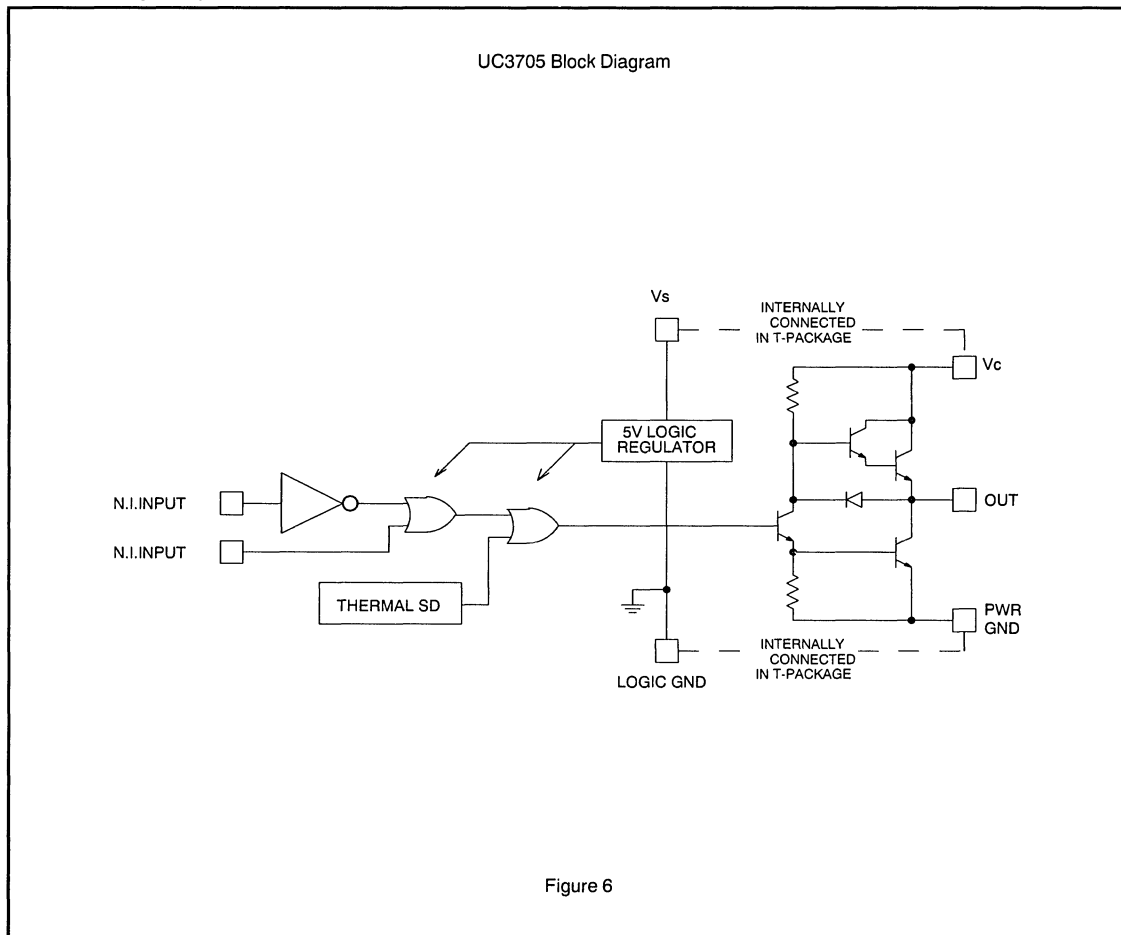 UC3705 Block Diagram
Vs
INTERNALLY
CONNECTED
IN T-PACKAGE
Vc
5V LOGIC
REGULATOR
N.I.INPUT
OUT
N.I.INPUT
THERMAL SD
PWR
GND
INTERNALLY
CONNECTED
IN T-PACKAGE
LOGIC GND
Figure 6